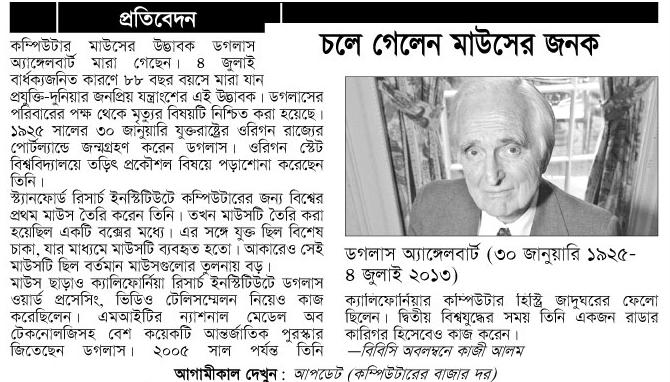 প্রতিবেদন
চলে গেলেন মাউসের জনক
কম্পিউটার মাউসের উদ্ভাবক ডগলাস
অ্যাঙ্গেলবার্ট মারা গেছেন। ৪ জুলাই
বার্ধক্যজনিত কারণে ৮৮ বছর বয়সে মারা যান
প্রযুক্তি-দুনিয়ার জনপ্রিয় যন্ত্রাংশের এই উদ্ভাবক। ডগলাসের
পরিবারের পক্ষ থেকে মৃত্যুর বিষয়টি নিশ্চিত করা হয়েছে।
১৯২৫ সালের ৩০ জানুয়ারি যুক্তরাষ্ট্রের ওরিগন রাজ্যের
পোর্টল্যান্ডে জন্মগ্রহণ করেন ডগলাস। ওরিগন স্টেট
বিশ্ববিদ্যালয়ে তড়িৎ প্রকৌশল বিষয়ে পড়াশোনা করেছেন
তিনি।
স্ট্যানফোর্ড রিসার্চ ইনস্টিটিউটে কম্পিউটারের জন্য বিশ্বের
প্রথম মাউস তৈরি করেন তিনি। তখন মাউসটি তৈরি করা
হয়েছিল একটি বক্সের মধ্যে। এর সঙ্গে যুক্ত ছিল বিশেষ
চাকা, যার মাধ্যমে মাউসটি ব্যবহৃত হতো। আকারেও সেই
মাউসটি ছিল বর্তমান মাউসগুলোর তুলনায় বড়।
মাউস ছাড়াও ক্যালিফোর্নিয়া রিসার্চ ইনস্টিটিউটে ডগলাস
ওয়ার্ড প্রসেসিং, ভিডিও টেলিসম্মেলন নিয়েও কাজ
করেছিলেন। এমআইটির ন্যাশনাল মেডেল অব
টেকনোলজিসহ বেশ কয়েকটি আন্তর্জাতিক পুরস্কার
জিতেছেন ডগলাস। ২০০৫ সাল পর্যন্ত তিনি
ডগলাস অ্যাঙ্গেলবার্ট (৩০ জানুয়ারি ১৯২৫-
৪ জুলাই ২০১৩)
ক্যালিফোর্নিয়ার কম্পিউটার হিস্ট্রি জাদুঘরের ফেলো
ছিলেন। দ্বিতীয় বিশ্বযুদ্ধের সময় তিনি একজন রাডার
কারিগর হিসেবেও কাজ করেন।
—বিবিসি অবলম্বনে কাজী আলম
আগামীকাল দেখুন : আপডেট (কম্পিউটারের বাজার দর)